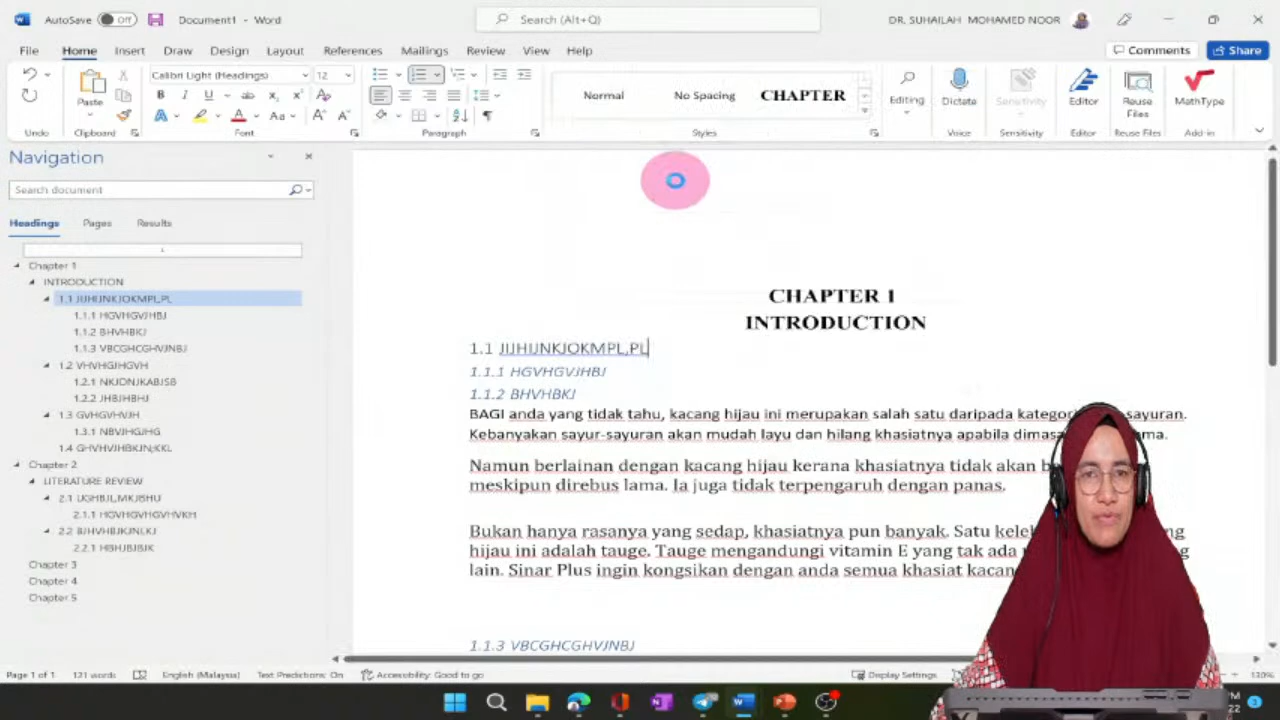 AutoSave Off Document1 - Word Search (Alt+Q) DR. SUHAILAH MOHAMED NOOR
File Home Insert Draw Design Layout References Mailings Review View Help Comments Share
Calibri Light (Headings) 12
Paste
Normal No Spacing CHAPTER
Editing Dictate Sensitivity Editor Reuse Files MathType
Undo Clipboard Font Paragraph Styles Voice Sensitivity Editor Reuse Files Add-in
Navigation
Search document
Headings Pages Results
Chapter 1
INTRODUCTION
1.1 JIJHIJNKJOKMPL,PL
1.1.1 HGVHGVJHBJ
1.1.2 BHVHBKJ
1.1.3 VBCGHCGHVJNBJ
1.2 VHVHGJHGVH
1.2.1 NKJONJKABJSB
1.2.2 JHBJHBHJ
1.3 GVHGVHVJH
1.3.1 NBVJHGJHG
1.4 GHVHVJHBKJN;KKL
Chapter 2
LITERATURE REVIEW
2.1 UGHBJL,MKJBHU
2.1.1 HGVHGVHGVHVKH
2.2 BJHVHBJKJN(,KJ
2.2.1 HBHJBJBJK
Chapter 3
Chapter 4
Chapter 5
CHAPTER 1
INTRODUCTION
1.1 JIJHIJNKJOKMPL,PL
1.1.1 HGVHGVJHBJ
1.1.2 BHVHBKJ
BAGI anda yang tidak tahu, kacang hijau ini merupakan salah satu daripada sayuran.
Kebanyakan sayur-sayuran akan mudah layu dan hilang khasiatnya apabila
Namun berlainan dengan kacang hijau kerana khasiatnya tidak akan
meskipun direbus lama. Ia juga tidak terpengaruh dengan panas.
Bukan hanya rasanya yang sedap, khasiatnya pun banyak. Satu
hijau ini adalah tauge. Tauge mengandungi vitamin E yang tak ada
lain. Sinar Plus ingin kongsikan dengan anda semua khasiat
1.1.3 VBCGHCGHVJNBJ
Page 1 of 1 131 words English (Malaysia) Text Predictions: On Accessibility: Good to go Display Settings 130%